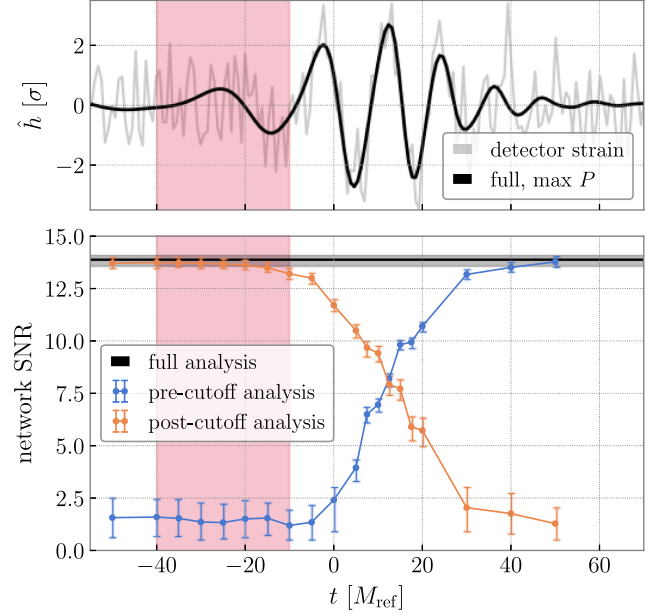 2
0
−2
ĥ [σ]
detector strain
full, max P
15.0
12.5
10.0
7.5
5.0
2.5
0.0
network SNR
full analysis
pre-cutoff analysis
post-cutoff analysis
−40 −20 0 20 40 60
t [M_ref]